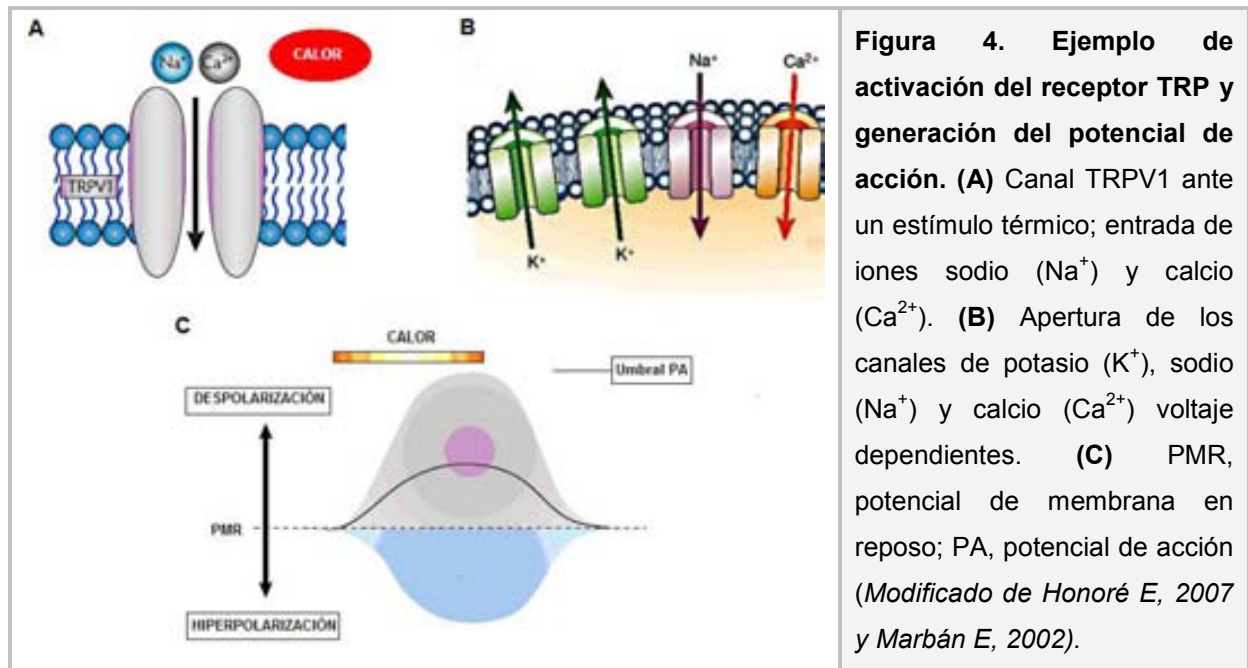 A
Na⁺
Ca²⁺
CALOR
TRPV1
B
Na⁺
Ca²⁺
K⁺
K⁺
C
CALOR
Umbral PA
DESPOLARIZACIÓN
PMR
HIPERPOLARIZACIÓN
Figura 4. Ejemplo de
activación del receptor TRP y
generación del potencial de
acción. (A) Canal TRPV1 ante
un estímulo térmico; entrada de
iones sodio (Na⁺) y calcio
(Ca²⁺). (B) Apertura de los
canales de potasio (K⁺), sodio
(Na⁺) y calcio (Ca²⁺) voltaje
dependientes. (C) PMR,
potencial de membrana en
reposo; PA, potencial de acción
(Modificado de Honoré E, 2007
y Marbán E, 2002).